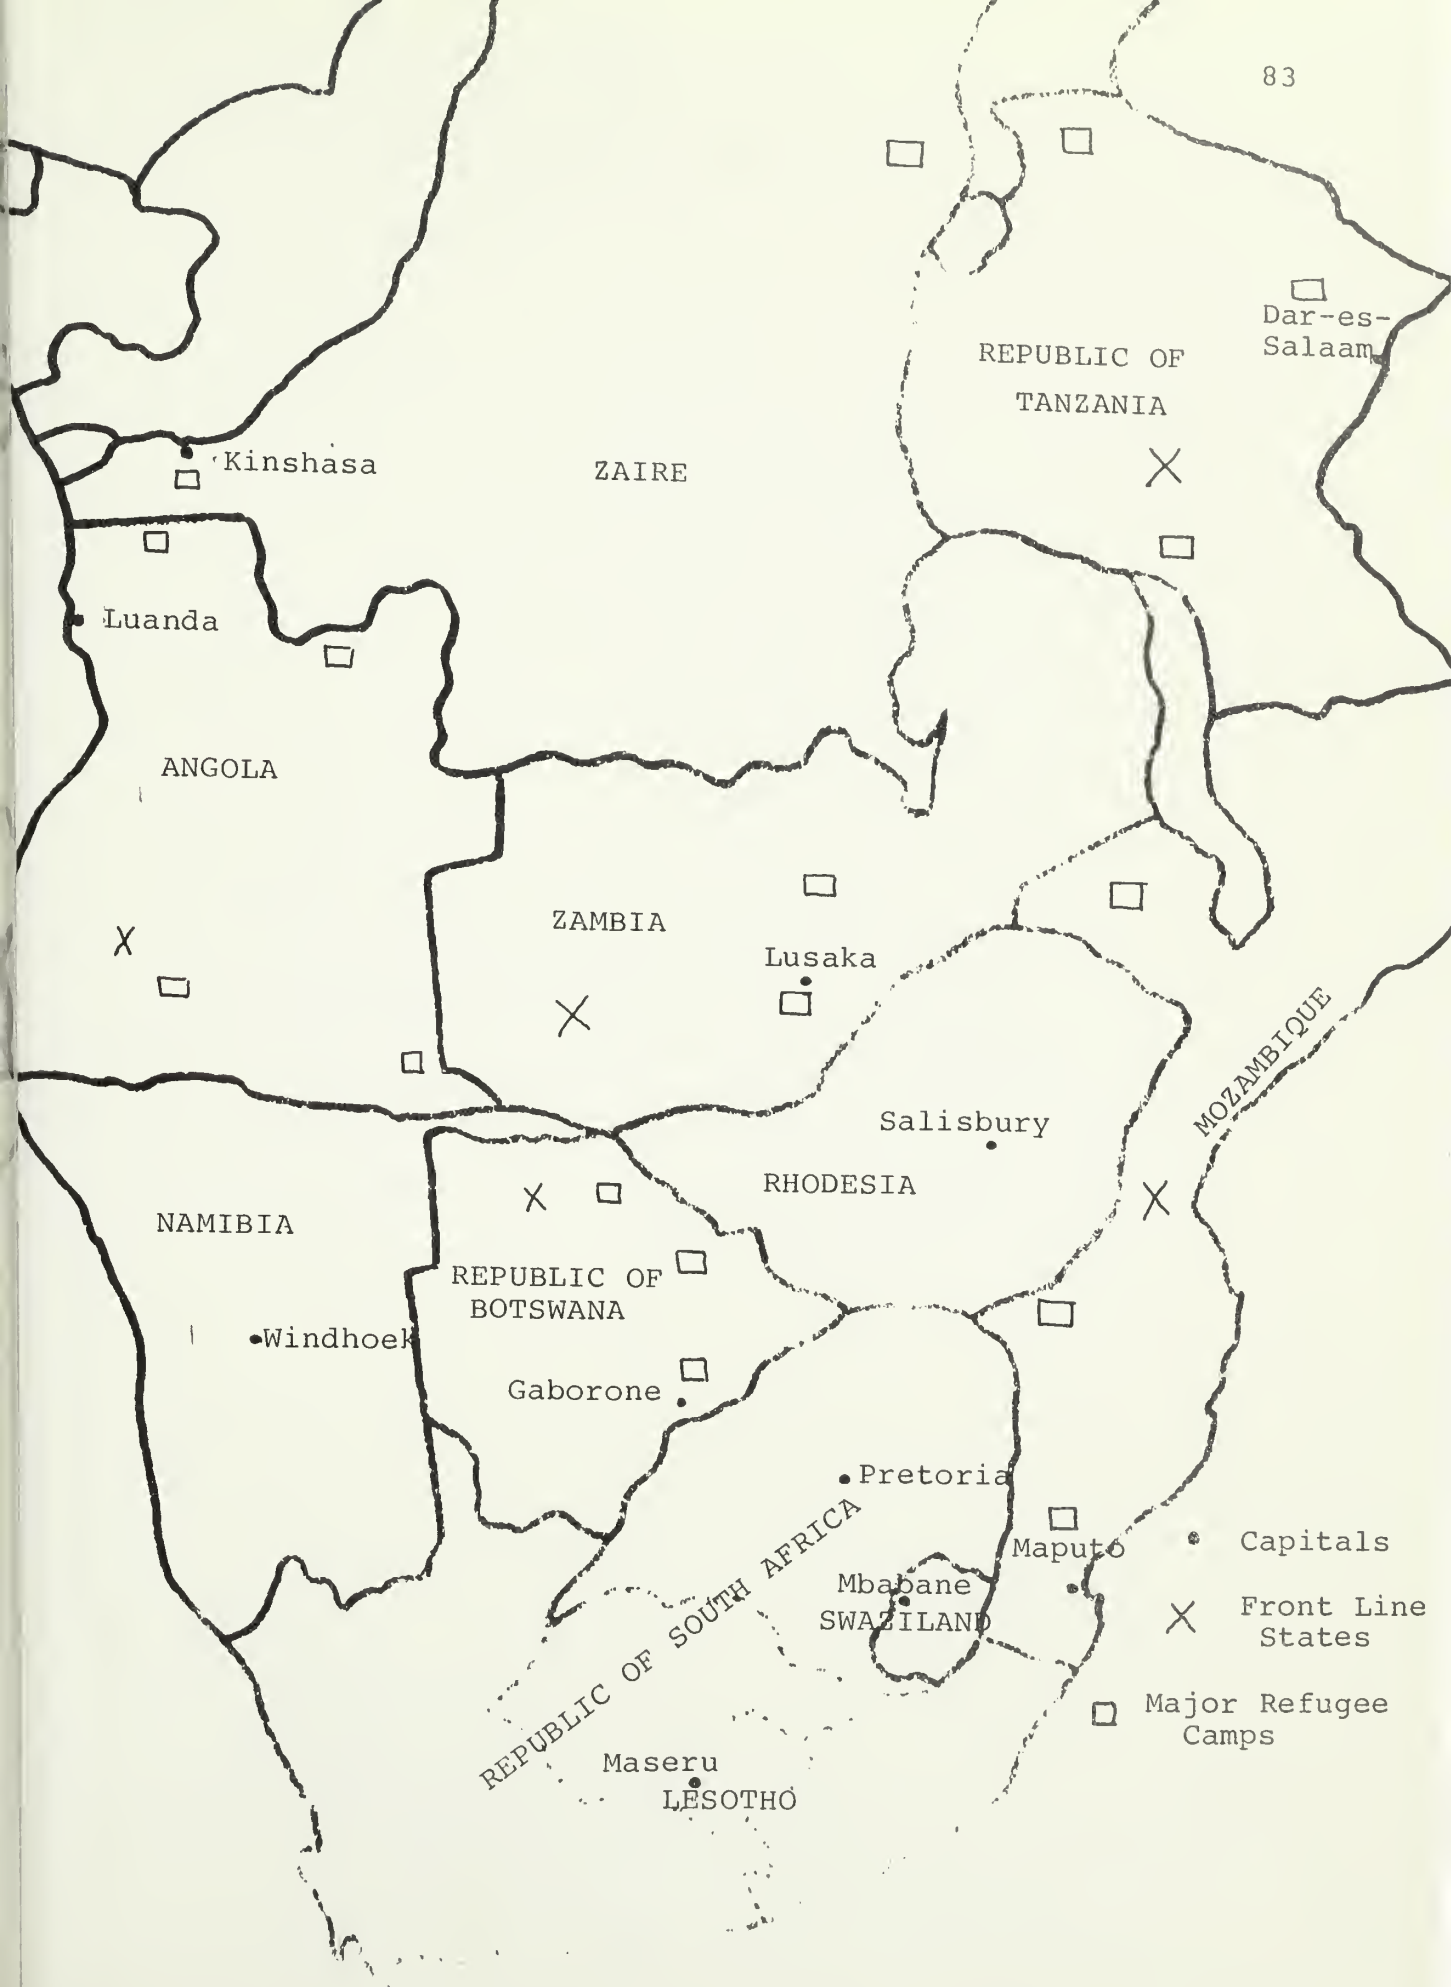 83
Dar-es-
Salaam
REPUBLIC OF
TANZANIA
Kinshasa
ZAIRE
Luanda
ANGOLA
ZAMBIA
Lusaka
MOZAMBIQUE
Salisbury
RHODESIA
NAMIBIA
REPUBLIC OF
BOTSWANA
Windhoek
Gaborone
Pretoria
REPUBLIC OF SOUTH AFRICA
Maputo
Mbabane
SWAZILAND
Maseru
LESOTHO
Capitals
Front Line
States
Major Refugee
Camps